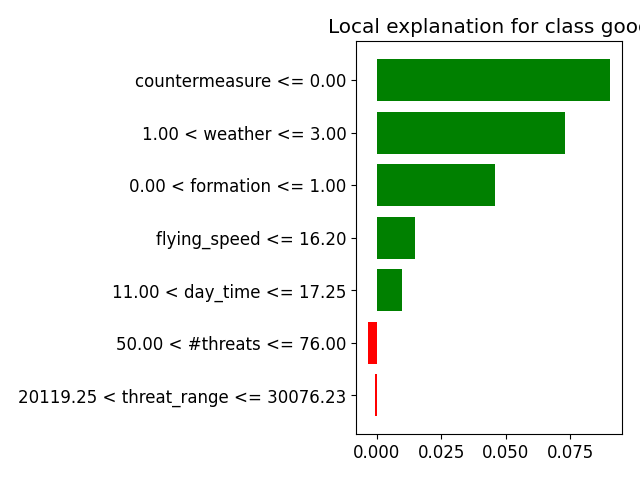 Local explanation for class good
countermeasure <= 0.00
1.00 < weather <= 3.00
0.00 < formation <= 1.00
flying_speed <= 16.20
11.00 < day_time <= 17.25
50.00 < #threats <= 76.00
20119.25 < threat_range <= 30076.23
0.000 0.025 0.050 0.075